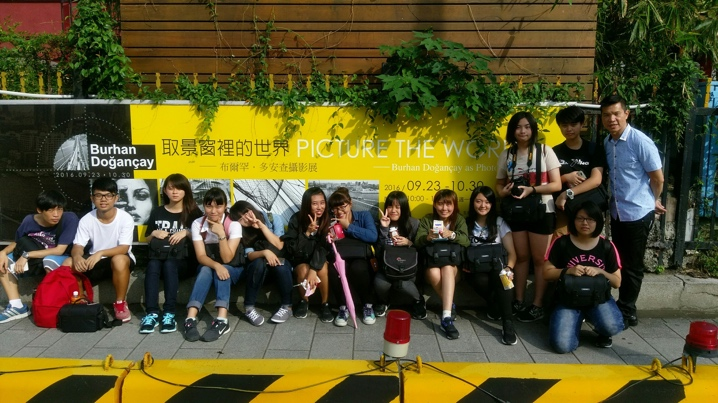 Burhan
Doğançay
2016.09.23 - 10.30
取景窗裡的世界 PICTURE THE WOR
布爾罕·多安查攝影展
Burhan Doğançay as Pho
2016 / 09.23 - 10.30